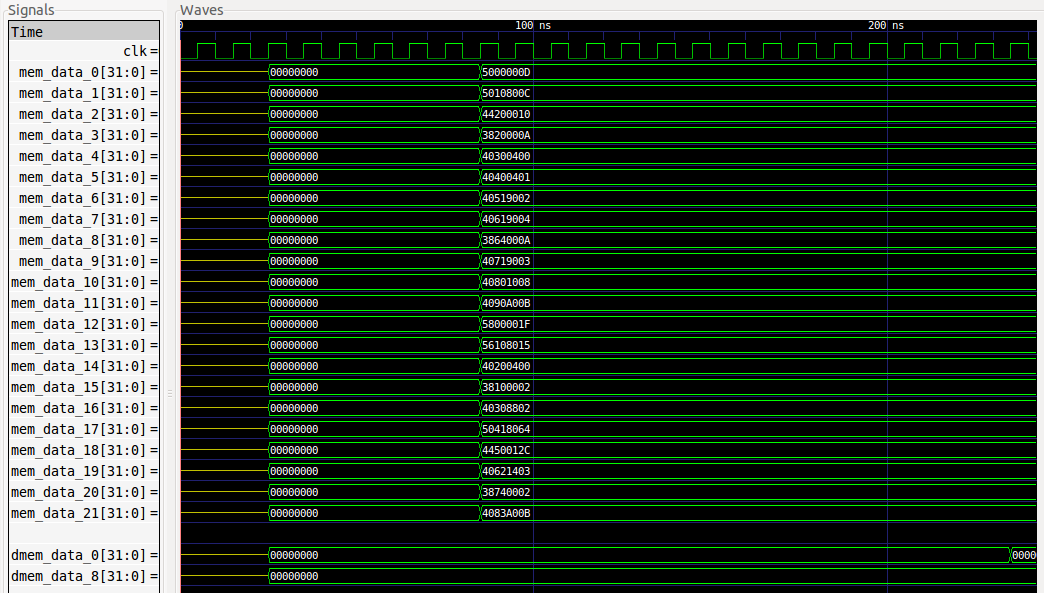 Signals Waves
Time 0 100 ns 200 ns
clk =
mem_data_0[31:0] = 00000000 5000000D
mem_data_1[31:0] = 00000000 5010800C
mem_data_2[31:0] = 00000000 44200010
mem_data_3[31:0] = 00000000 3820000A
mem_data_4[31:0] = 00000000 40300400
mem_data_5[31:0] = 00000000 40400401
mem_data_6[31:0] = 00000000 40519002
mem_data_7[31:0] = 00000000 40619004
mem_data_8[31:0] = 00000000 3864000A
mem_data_9[31:0] = 00000000 40719003
mem_data_10[31:0] = 00000000 40801008
mem_data_11[31:0] = 00000000 4090A00B
mem_data_12[31:0] = 00000000 5800001F
mem_data_13[31:0] = 00000000 56108015
mem_data_14[31:0] = 00000000 40200400
mem_data_15[31:0] = 00000000 38100002
mem_data_16[31:0] = 00000000 40308802
mem_data_17[31:0] = 00000000 50418064
mem_data_18[31:0] = 00000000 4450012C
mem_data_19[31:0] = 00000000 40621403
mem_data_20[31:0] = 00000000 38740002
mem_data_21[31:0] = 00000000 4083A00B
dmem_data_0[31:0] = 00000000 0000
dmem_data_8[31:0] = 00000000